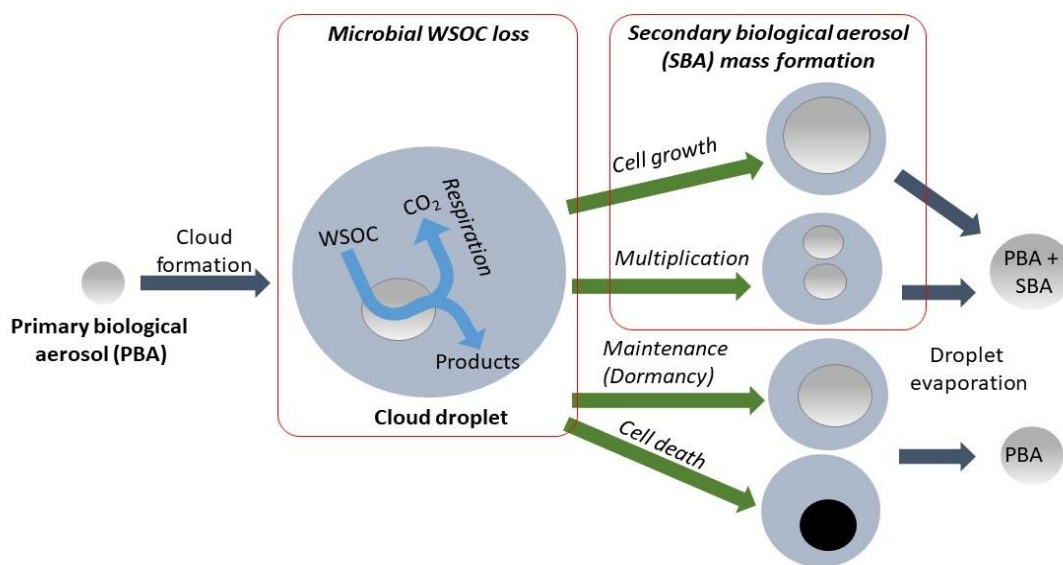 Microbial WSOC loss
Secondary biological aerosol
(SBA) mass formation
Cell growth
CO₂
Respiration
WSOC
Cloud
formation
Multiplication
PBA +
SBA
Primary biological
aerosol (PBA)
Products
Maintenance
(Dormancy)
Droplet
evaporation
Cloud droplet
Cell death
PBA